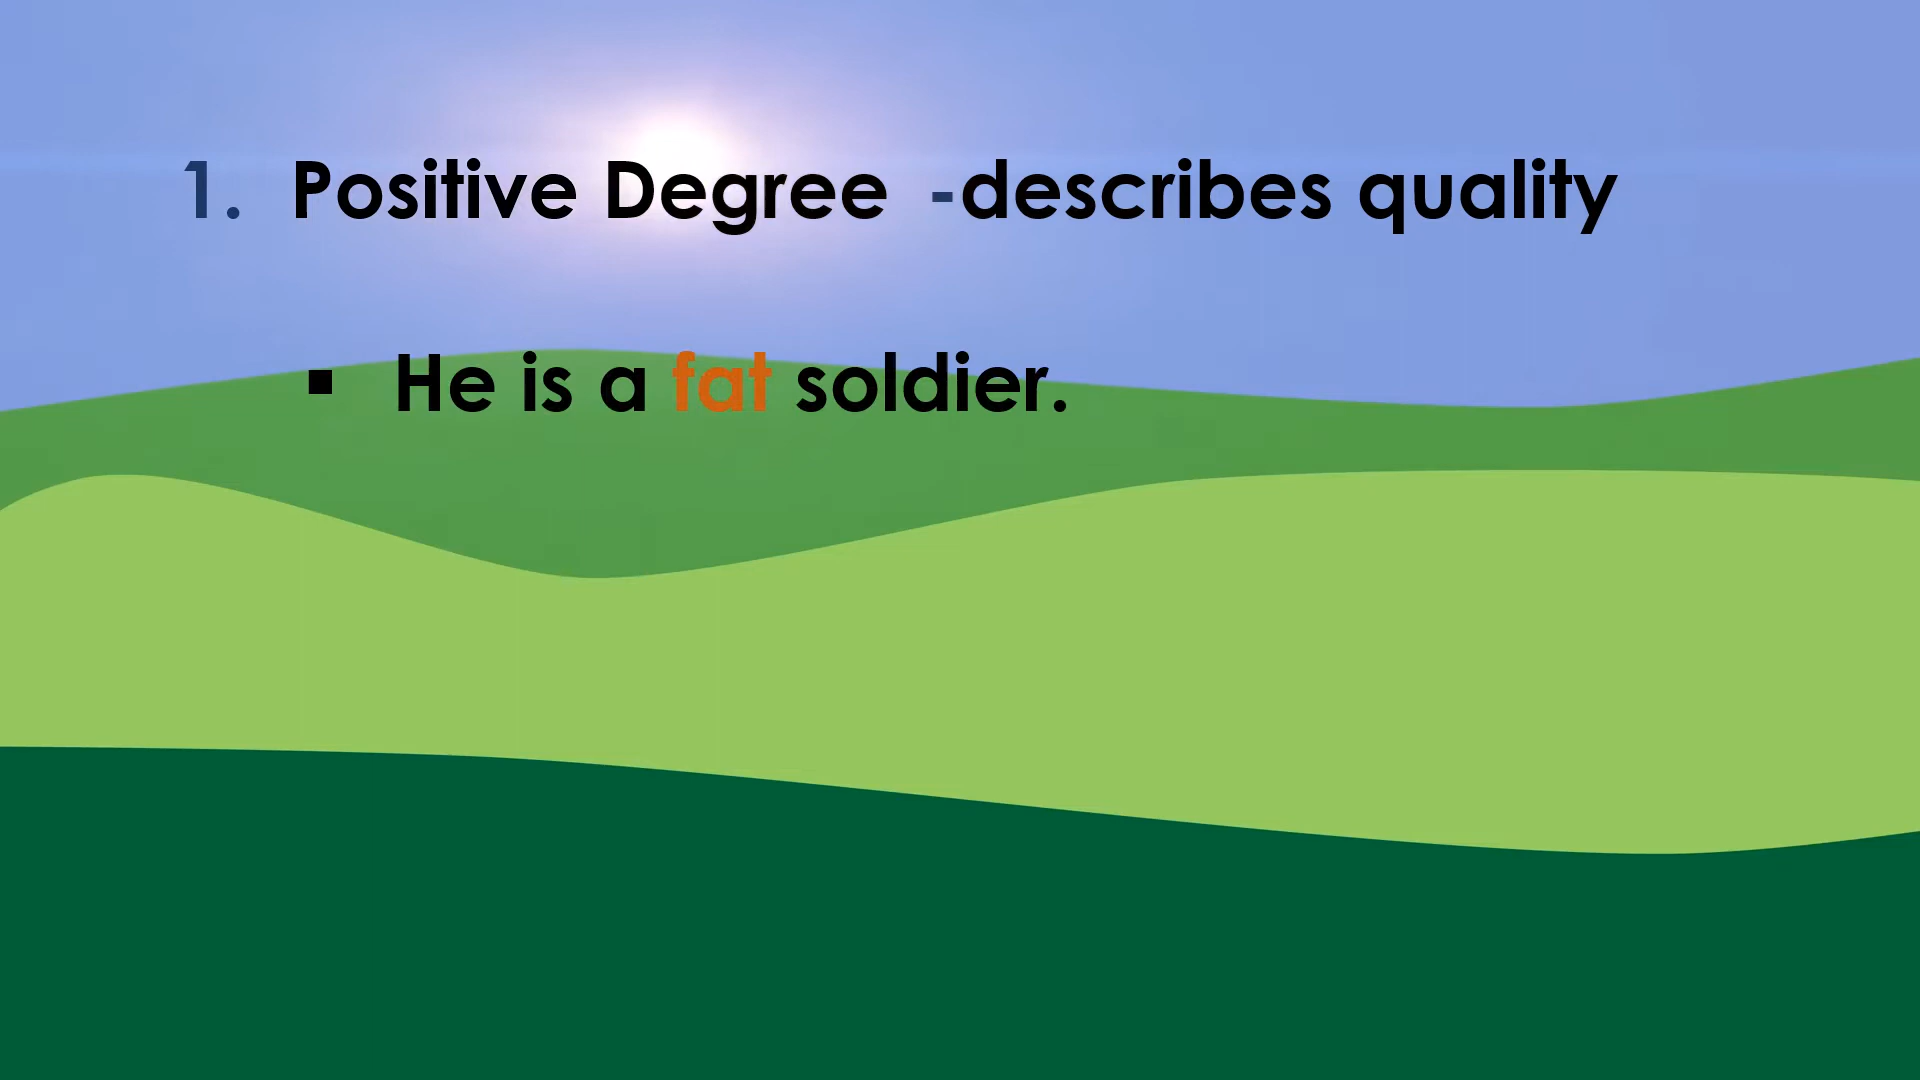 1. Positive Degree -describes quality
▪ He is a fat soldier.